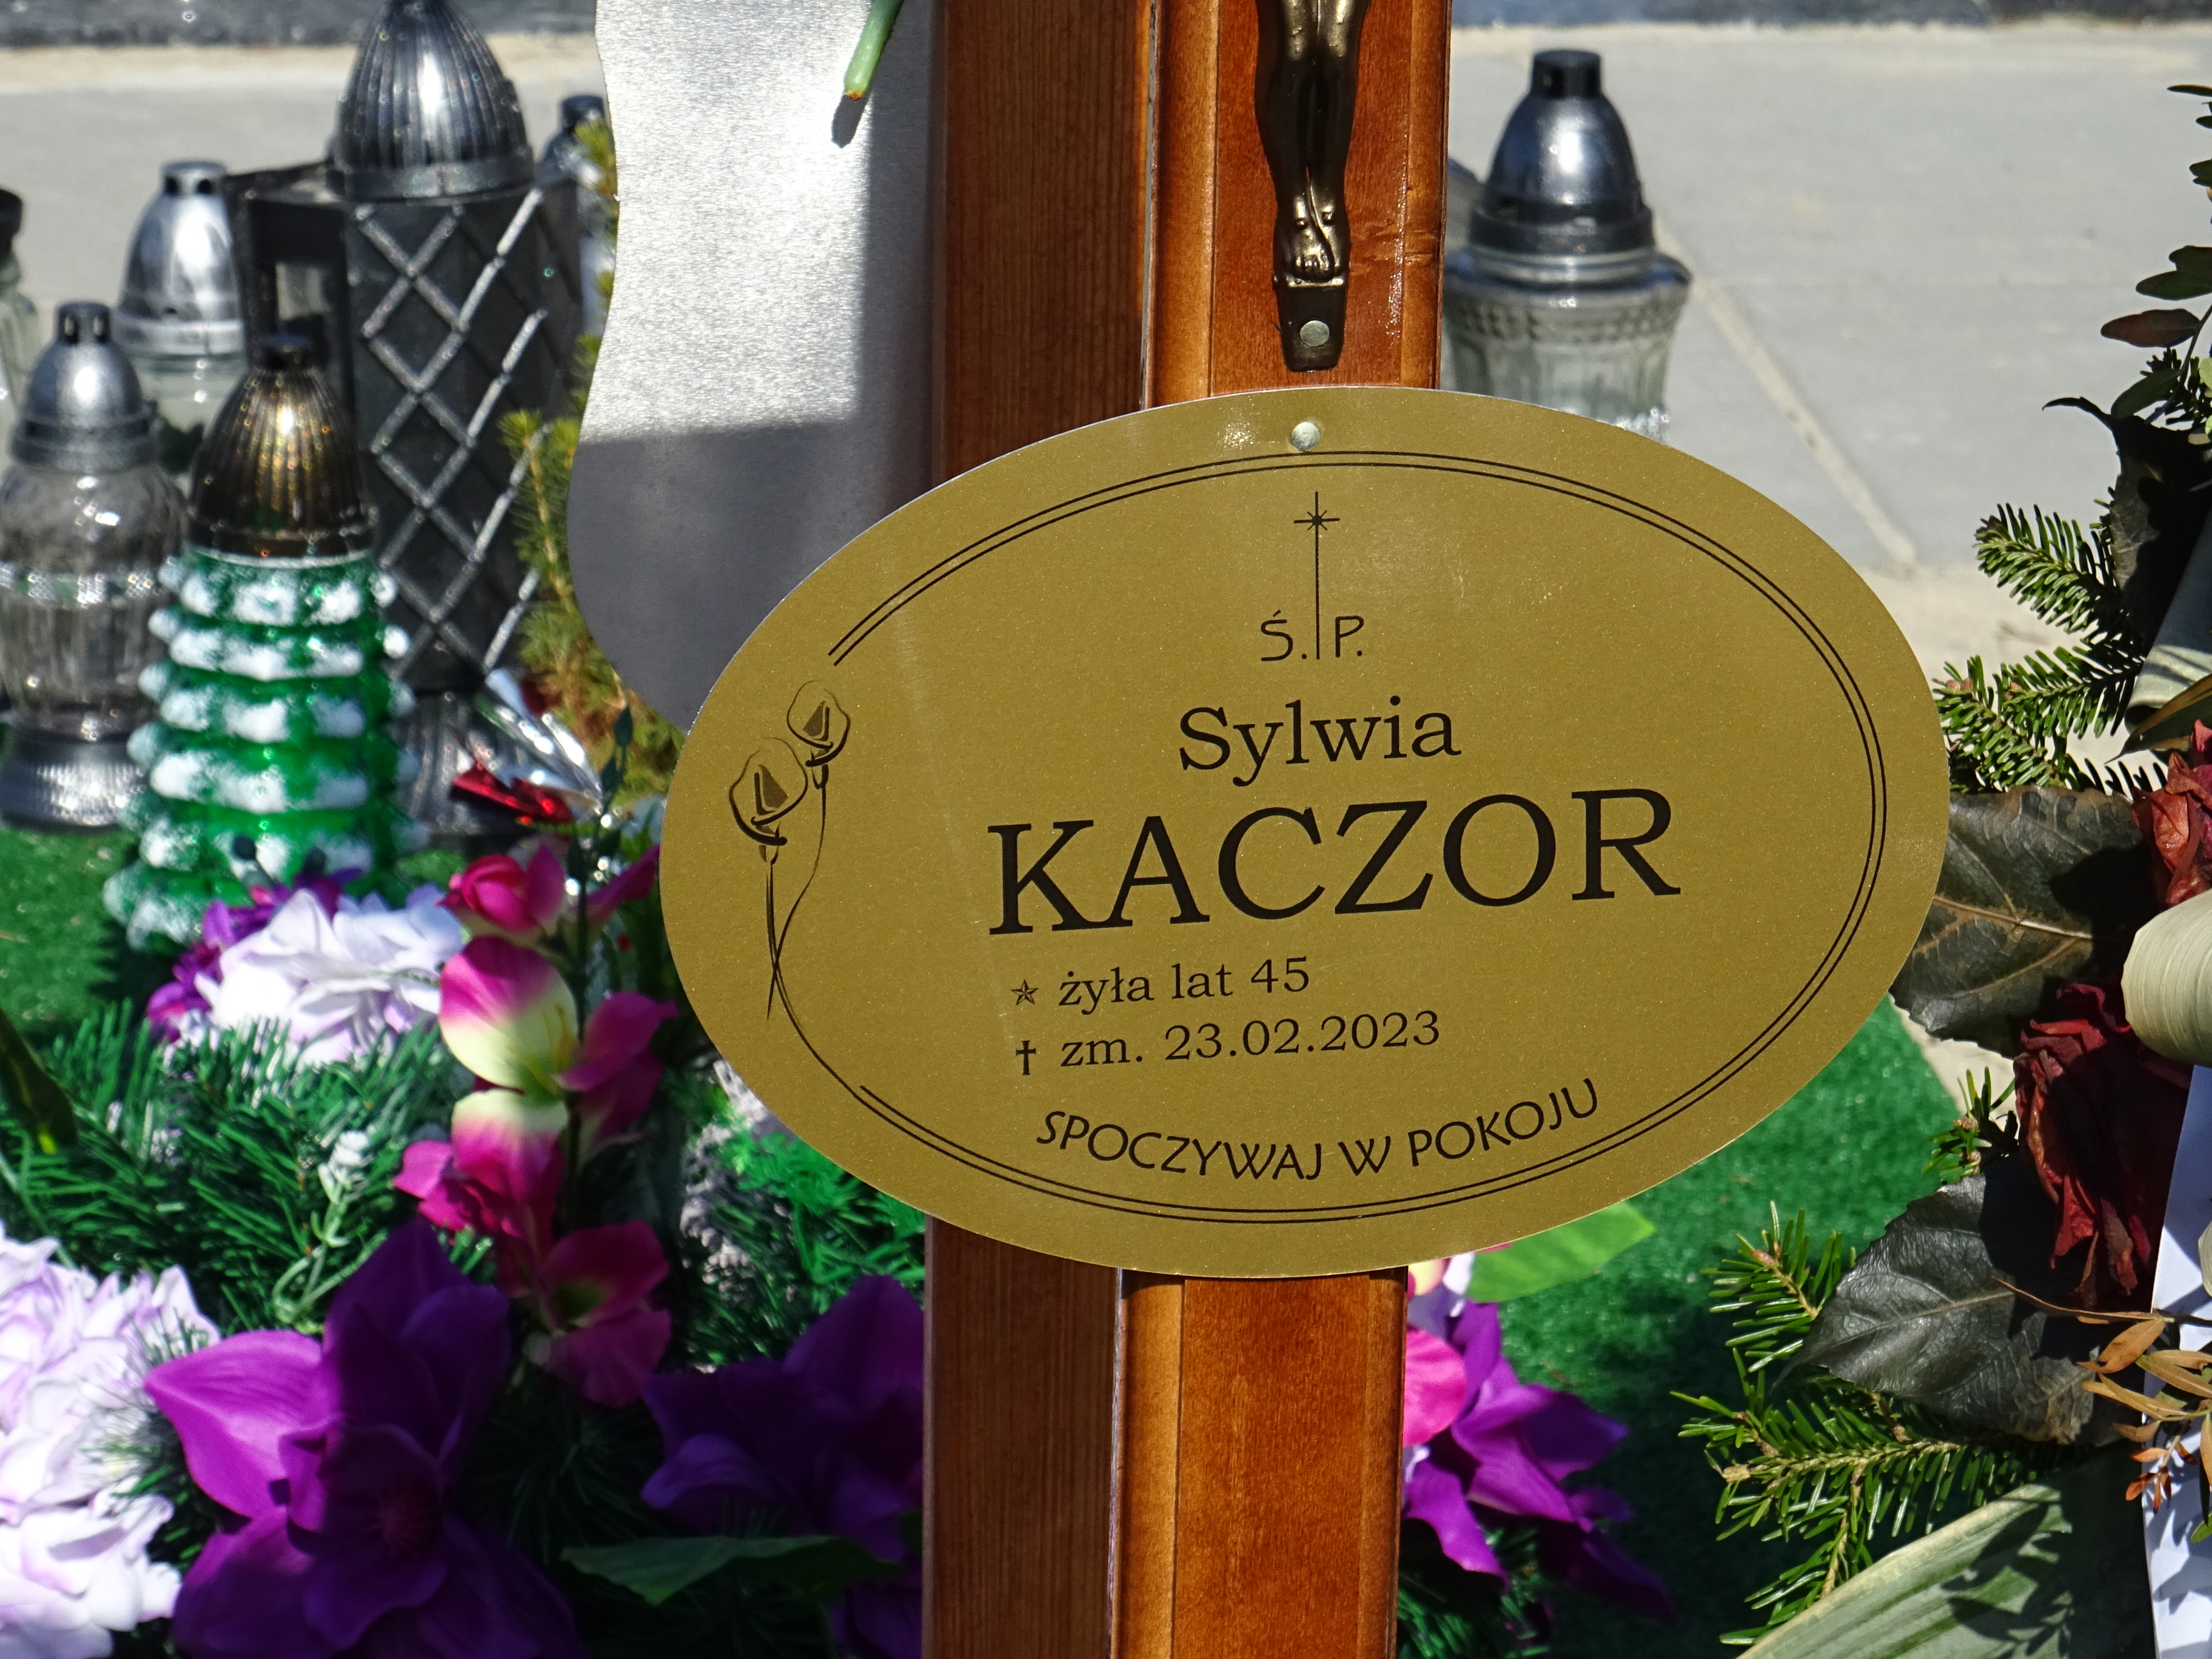 Ś. P.
Sylwia
KACZOR
żyła lat 45
zm. 23.02.2023
SPOCZYWAJ W POKOJU